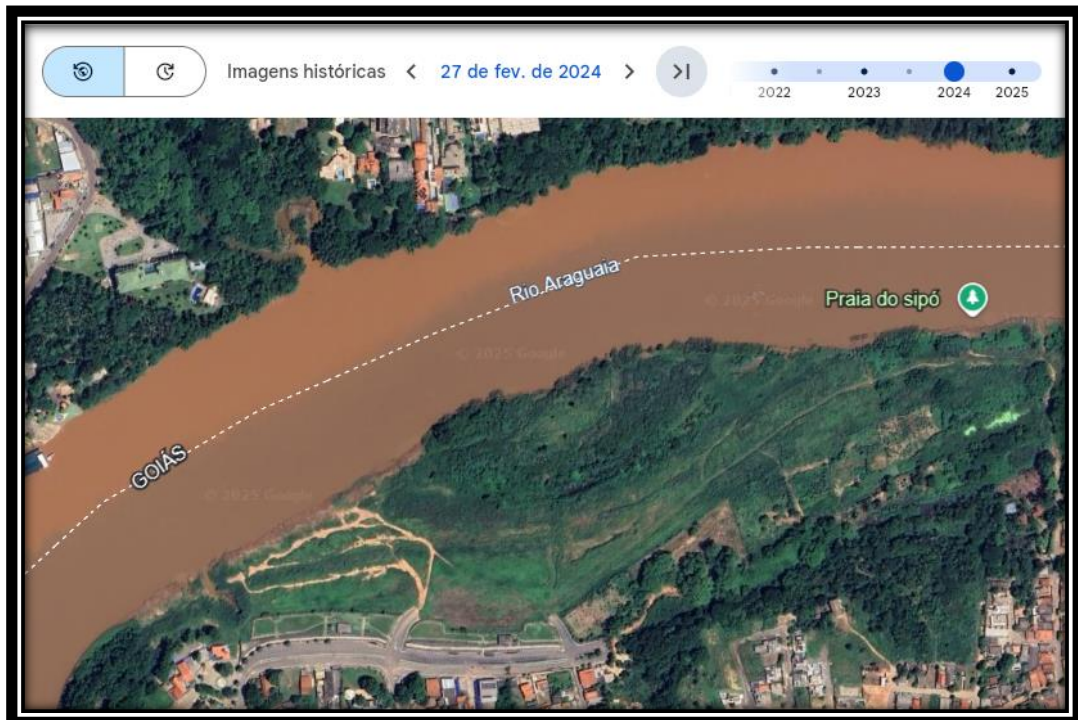 Imagens históricas
27 de fev. de 2024
2022
2023
2024
2025
Rio Araguaia
© 2025 Google
Praia do sipó
© 2025 Google
GOIÁS
© 2025 Google